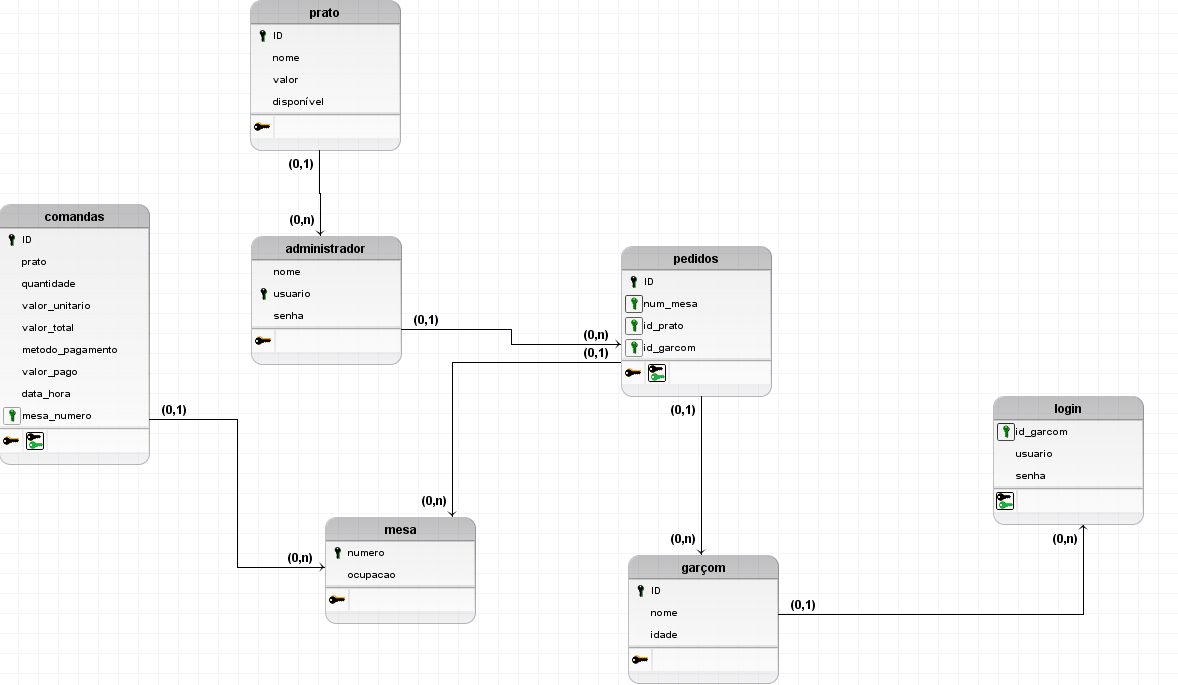 prato
ID
nome
valor
disponível
(0,1)
(0,n)
comandas
ID
prato
quantidade
valor_unitario
valor_total
metodo_pagamento
valor_pago
data_hora
mesa_numero
(0,1)
(0,n)
administrador
nome
usuario
senha
(0,1)
(0,n)
pedidos
ID
num_mesa
id_prato
id_garcom
(0,1)
(0,n)
(0,1)
(0,n)
mesa
numero
ocupacao
garçom
ID
nome
idade
(0,1)
(0,n)
login
id_garcom
usuario
senha